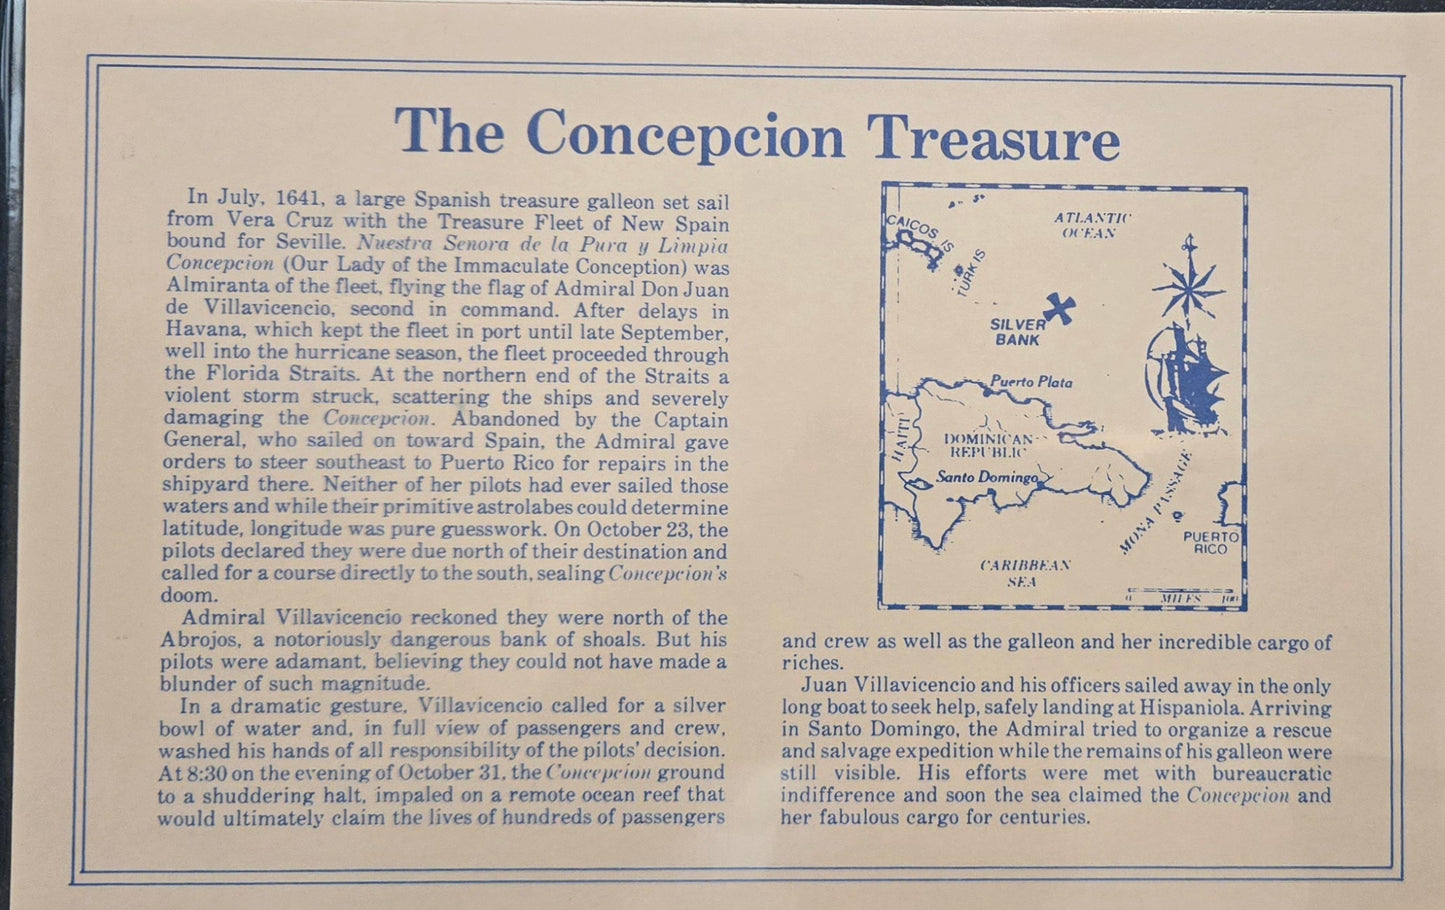 The Concepcion Treasure
In July, 1641, a large Spanish treasure galleon set sail
from Vera Cruz with the Treasure Fleet of New Spain
bound for Seville. Nuestra Senora de la Pura y Limpia
Concepcion (Our Lady of the Immaculate Conception) was
Almiranta of the fleet, flying the flag of Admiral Don Juan
de Villavicencio, second in command. After delays in
Havana, which kept the fleet in port until late September,
well into the hurricane season, the fleet proceeded through
the Florida Straits. At the northern end of the Straits a
violent storm struck, scattering the ships and severely
damaging the Concepcion. Abandoned by the Captain
General, who sailed on toward Spain, the Admiral gave
orders to steer southeast to Puerto Rico for repairs in the
shipyard there. Neither of her pilots had ever sailed those
waters and while their primitive astrolabes could determine
latitude, longitude was pure guesswork. On October 23, the
pilots declared they were due north of their destination and
called for a course directly to the south, sealing Concepcion's
doom.
Admiral Villavicencio reckoned they were north of the
Abrojos, a notoriously dangerous bank of shoals. But his
pilots were adamant, believing they could not have made a
blunder of such magnitude.
In a dramatic gesture, Villavicencio called for a silver
bowl of water and, in full view of passengers and crew,
washed his hands of all responsibility of the pilots' decision.
At 8:30 on the evening of October 31, the Concepcion ground
to a shuddering halt, impaled on a remote ocean reef that
would ultimately claim the lives of hundreds of passengers
CAICOS IS
TURK IS
ATLANTIC
OCEAN
SILVER
BANK
Puerto Plata
HAITI
DOMINICAN
REPUBLIC
Santo Domingo
MONA PASSAGE
PUERTO
RICO
CARIBBEAN
SEA
0 MILES 100
and crew as well as the galleon and her incredible cargo of
riches.
Juan Villavicencio and his officers sailed away in the only
long boat to seek help, safely landing at Hispaniola. Arriving
in Santo Domingo, the Admiral tried to organize a rescue
and salvage expedition while the remains of his galleon were
still visible. His efforts were met with bureaucratic
indifference and soon the sea claimed the Concepcion and
her fabulous cargo for centuries.